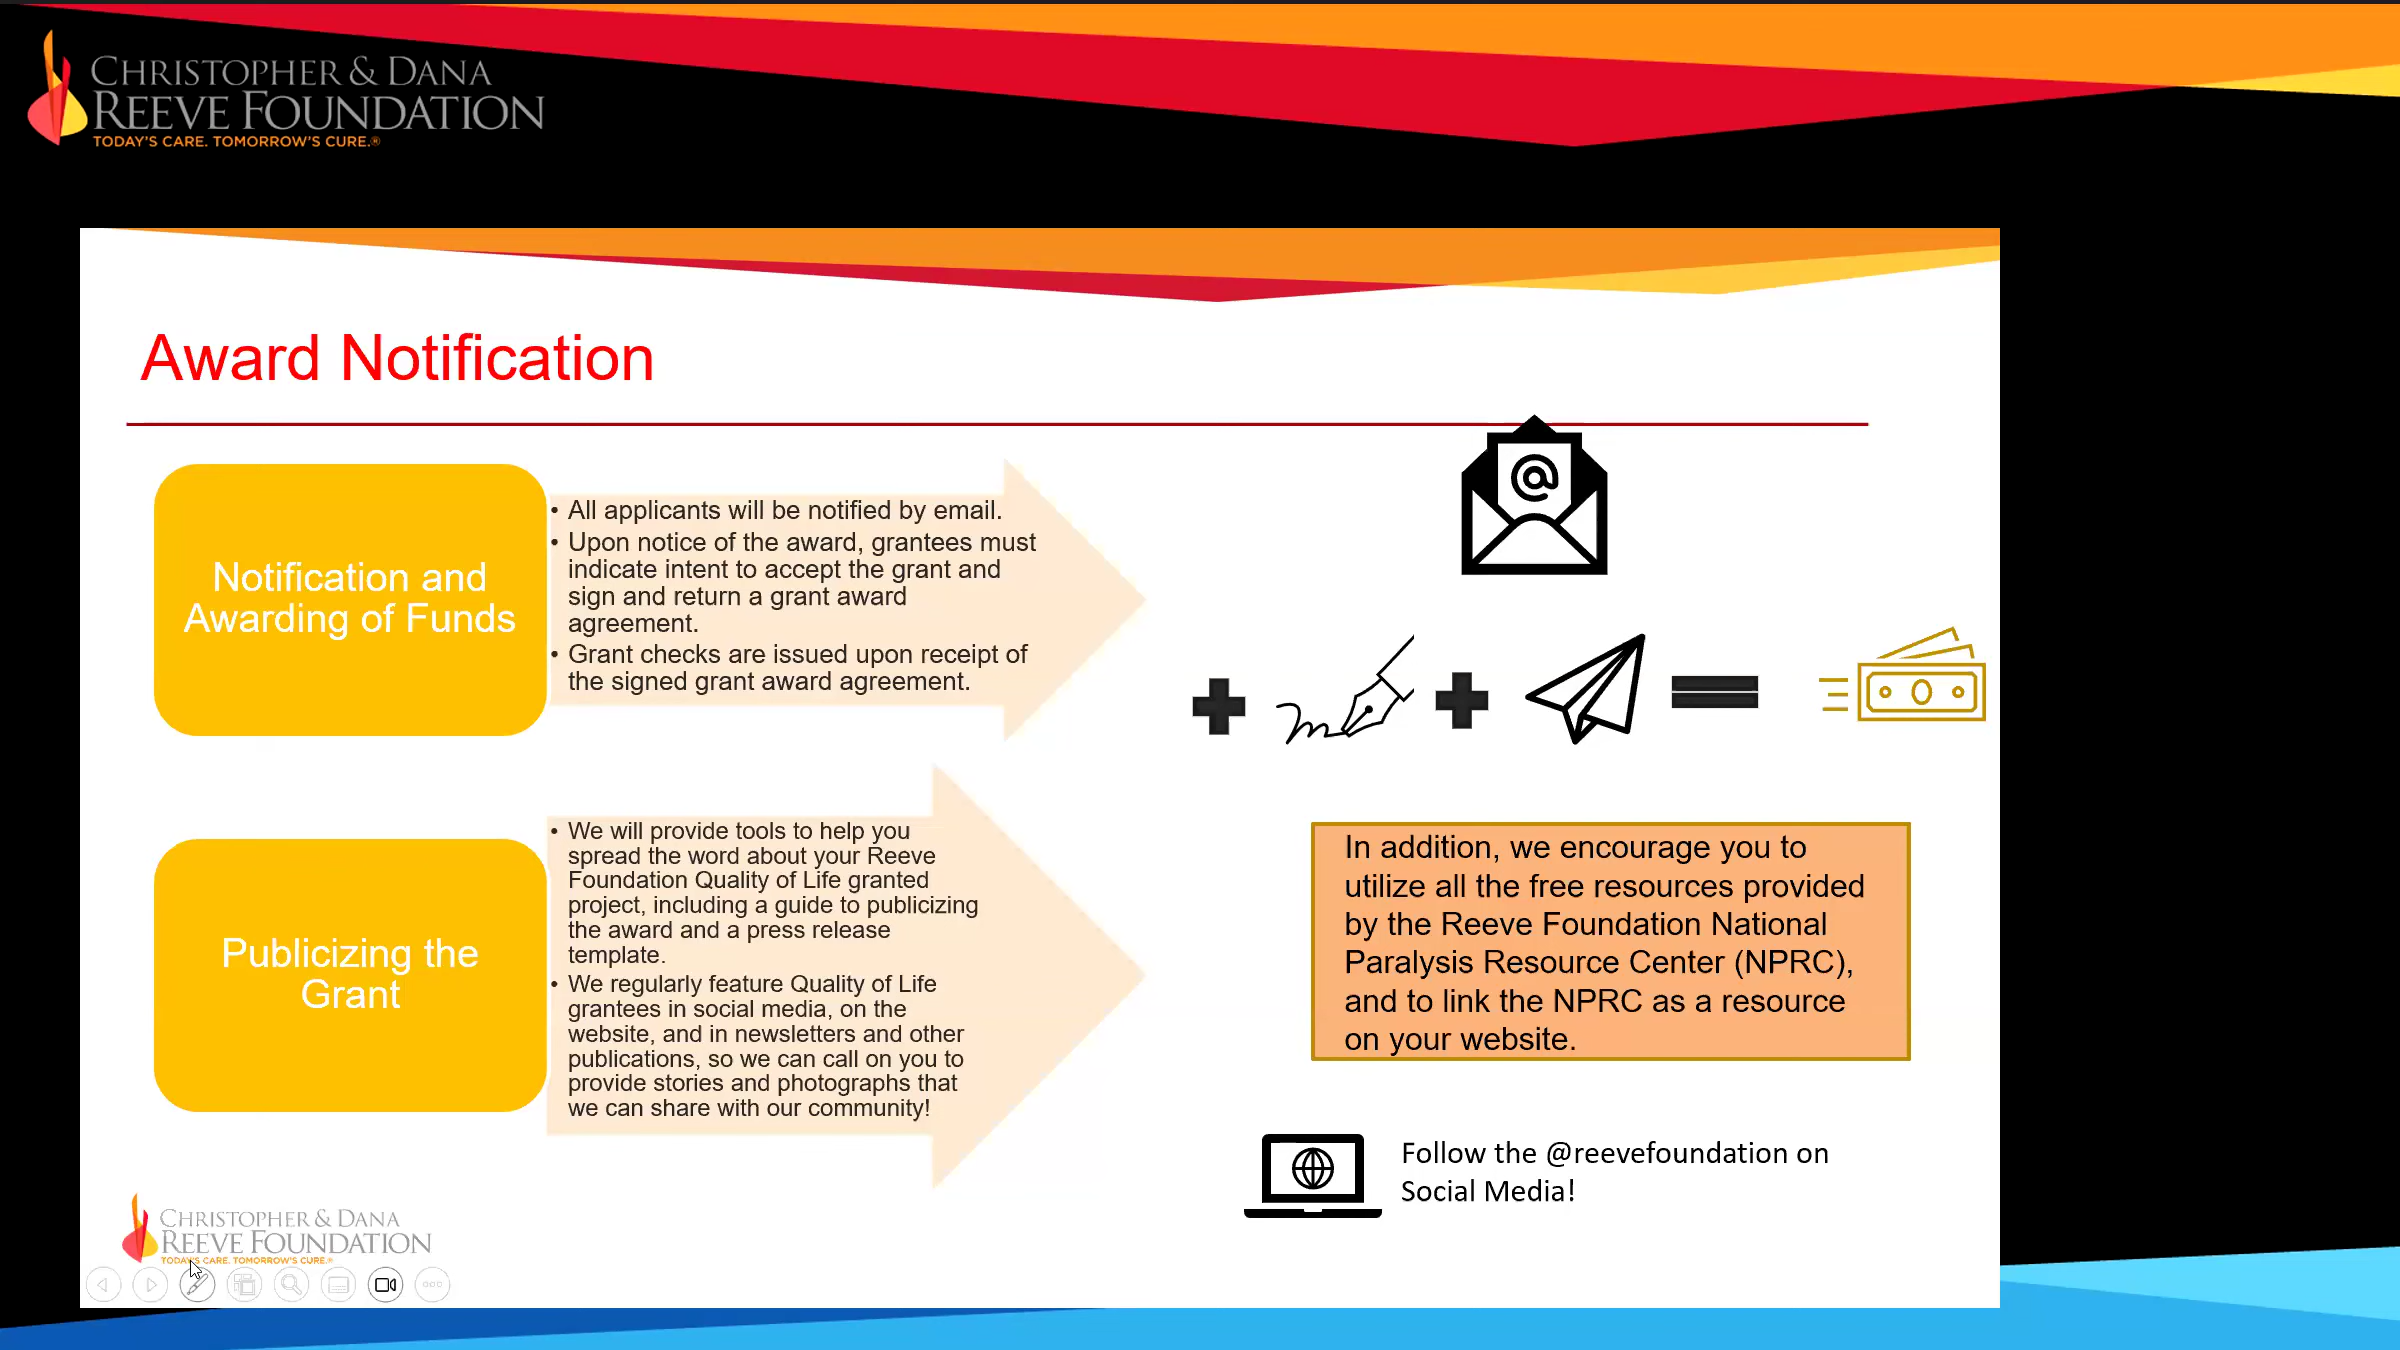 CHRISTOPHER & DANA
REEVE FOUNDATION
TODAY'S CARE. TOMORROW'S CURE.®
Award Notification
Notification and
Awarding of Funds
• All applicants will be notified by email.
• Upon notice of the award, grantees must
indicate intent to accept the grant and
sign and return a grant award
agreement.
• Grant checks are issued upon receipt of
the signed grant award agreement.
Publicizing the
Grant
• We will provide tools to help you
spread the word about your Reeve
Foundation Quality of Life granted
project, including a guide to publicizing
the award and a press release
template.
• We regularly feature Quality of Life
grantees in social media, on the
website, and in newsletters and other
publications, so we can call on you to
provide stories and photographs that
we can share with our community!
In addition, we encourage you to
utilize all the free resources provided
by the Reeve Foundation National
Paralysis Resource Center (NPRC),
and to link the NPRC as a resource
on your website.
Follow the @reevefoundation on
Social Media!
CHRISTOPHER & DANA
REEVE FOUNDATION
TODAY'S CARE. TOMORROW'S CURE.®